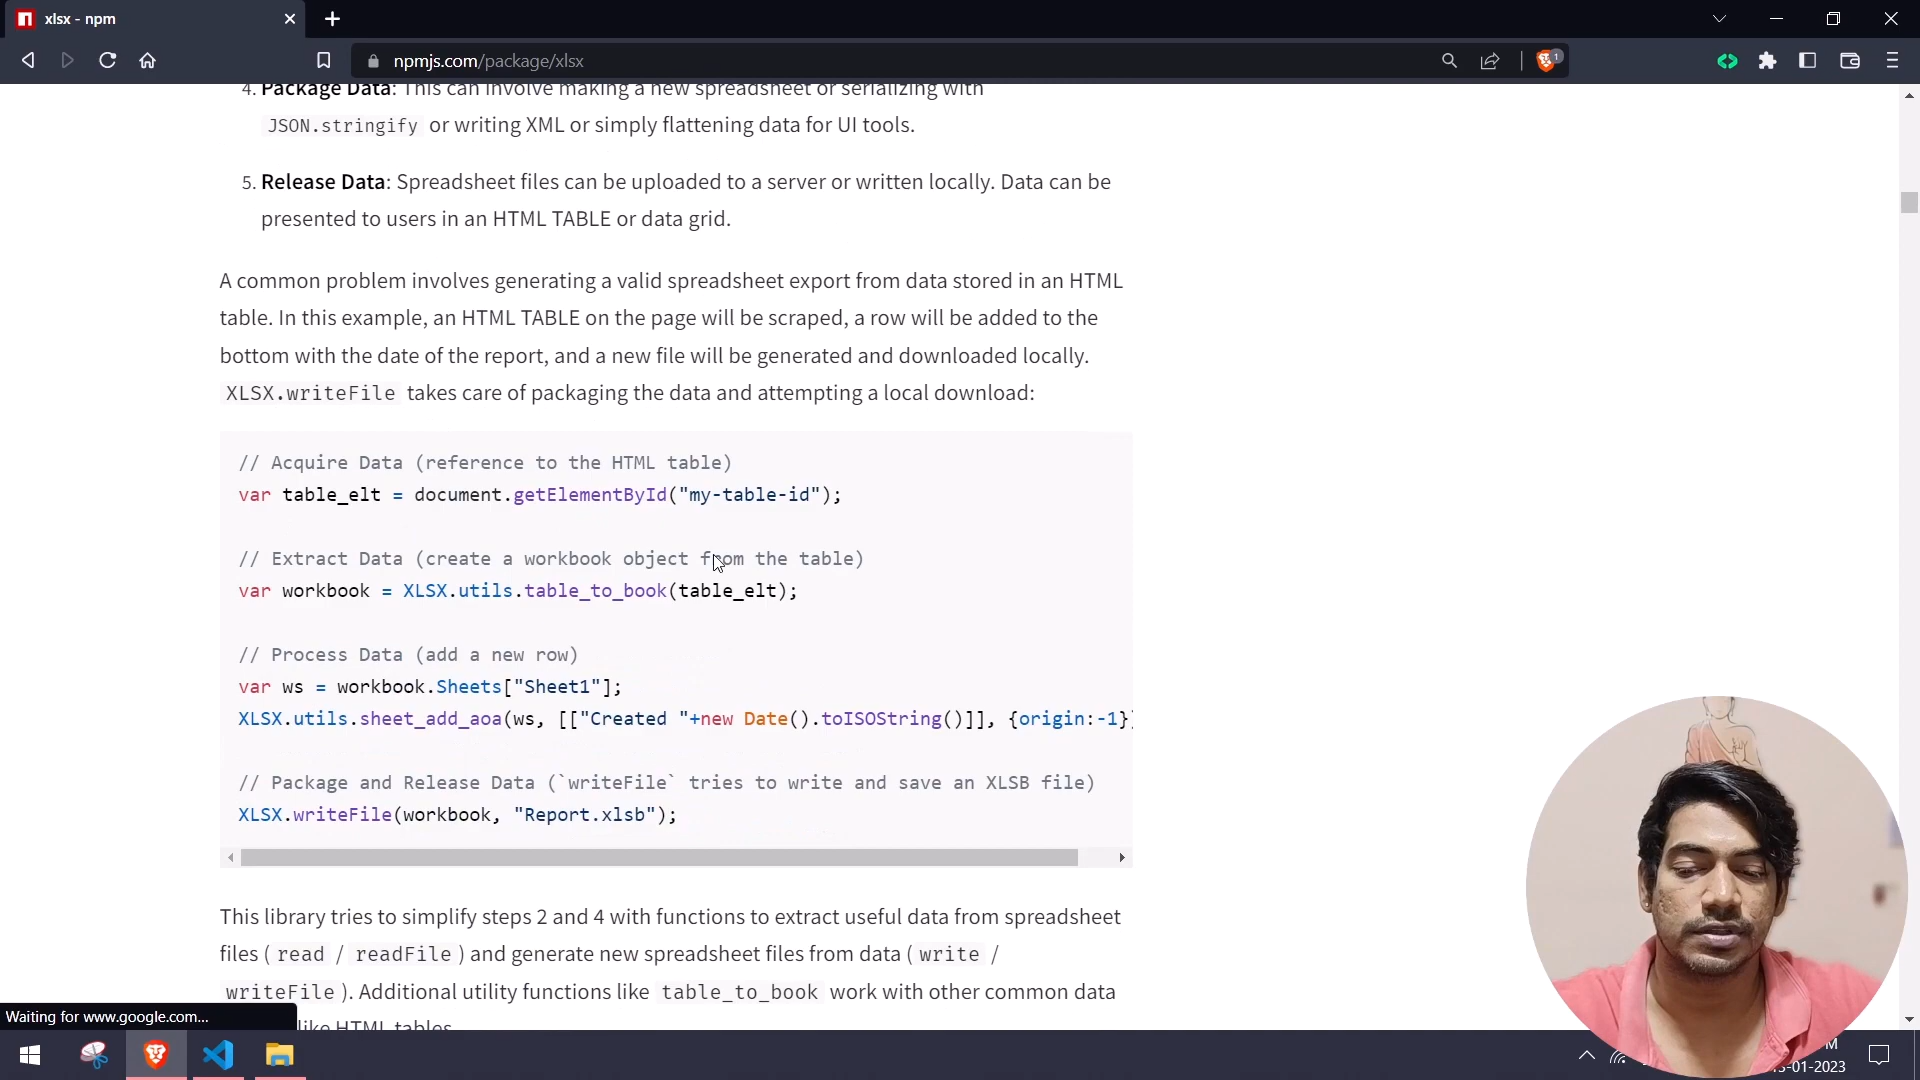 xlsx - npm
npmjs.com/package/xlsx
1
4. Package Data: This can involve making a new spreadsheet or serializing with
JSON.stringify or writing XML or simply flattening data for UI tools.
5. Release Data: Spreadsheet files can be uploaded to a server or written locally. Data can be
presented to users in an HTML TABLE or data grid.
A common problem involves generating a valid spreadsheet export from data stored in an HTML
table. In this example, an HTML TABLE on the page will be scraped, a row will be added to the
bottom with the date of the report, and a new file will be generated and downloaded locally.
XLSX.writeFile takes care of packaging the data and attempting a local download:
// Acquire Data (reference to the HTML table)
var table_elt = document.getElementById("my-table-id");
// Extract Data (create a workbook object from the table)
var workbook = XLSX.utils.table_to_book(table_elt);
// Process Data (add a new row)
var ws = workbook.Sheets["Sheet1"];
XLSX.utils.sheet_add_aoa(ws, [["Created "+new Date().toISOString()]], {origin:-1}
// Package and Release Data (`writeFile` tries to write and save an XLSB file)
XLSX.writeFile(workbook, "Report.xlsb");
This library tries to simplify steps 2 and 4 with functions to extract useful data from spreadsheet
files ( read / readFile ) and generate new spreadsheet files from data ( write /
writeFile ). Additional utility functions like table_to_book work with other common data
like HTML tables.
Waiting for www.google.com...
M
-01-2023